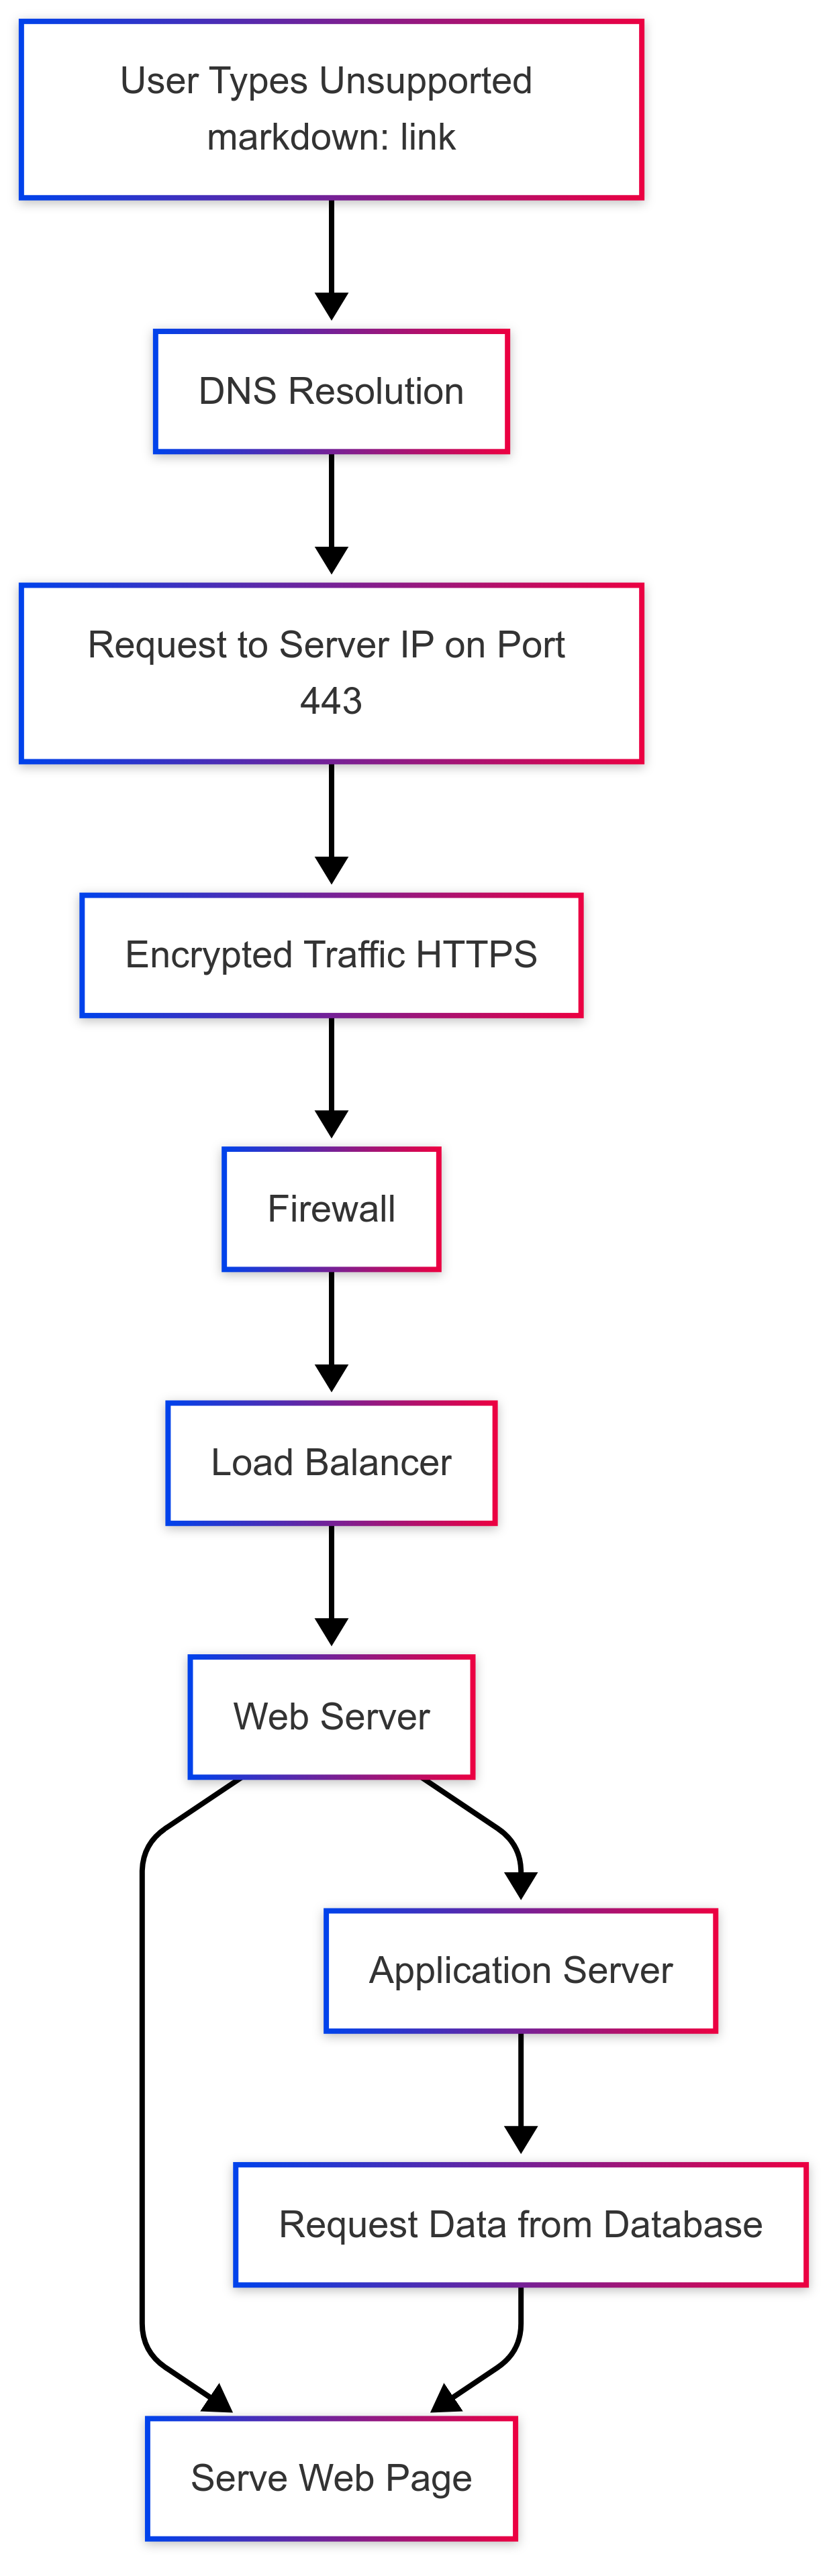 User Types Unsupported
markdown: link
DNS Resolution
Request to Server IP on Port
443
Encrypted Traffic HTTPS
Firewall
Load Balancer
Web Server
Application Server
Request Data from Database
Serve Web Page